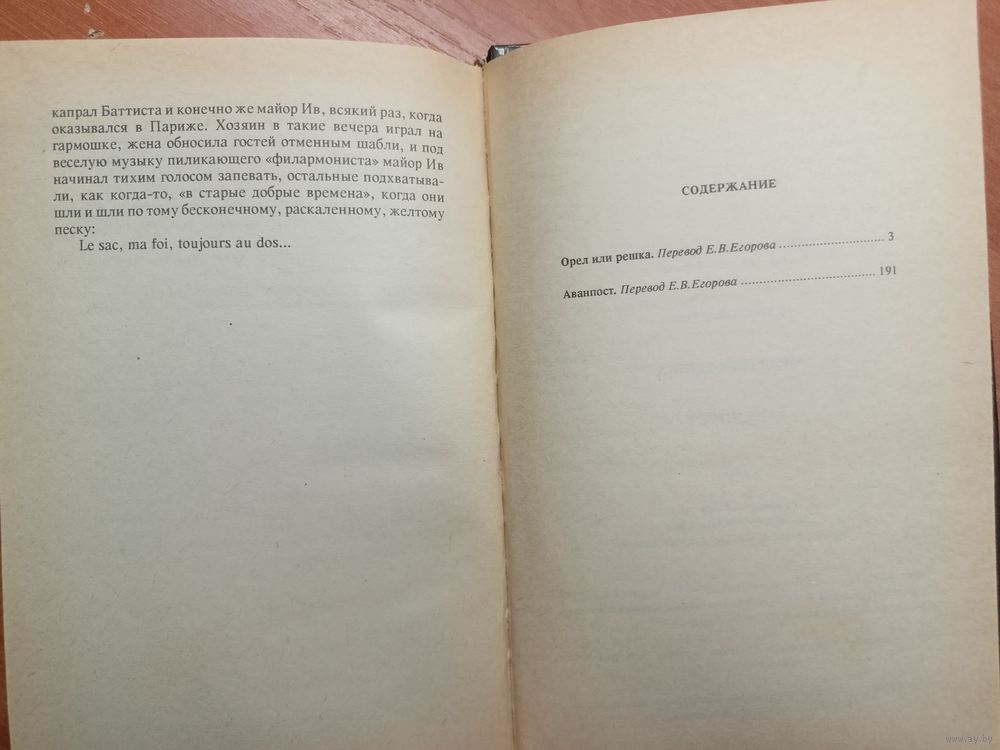 капрал Баттиста и конечно же майор Ив, всякий раз, когда
оказывался в Париже. Хозяин в такие вечера играл на
гармошке, жена обносила гостей отменным шабли, и под
веселую музыку пиликающего «филармониста» майор Ив
начинал тихим голосом запевать, остальные подхватыва-
ли, как когда-то, «в старые добрые времена», когда они
шли и шли по тому бесконечному, раскаленному, желтому
песку:
Le sac, ma foi, toujours au dos...
СОДЕРЖАНИЕ
Орел или решка. Перевод Е.В.Егорова ............................ 3
Аванпост. Перевод Е.В.Егорова .................................... 191
www.ay.by